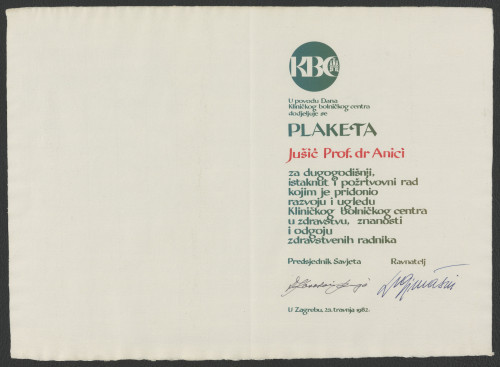 KBC
U povodu Dana
Kliničkog bolničkog centra
dodjeljuje se
PLAKETA
Jušić Prof. dr Anici
za dugogodišnji,
istaknut i požrtvovni rad
kojim je pridonio
razvoju i ugledu
Kliničkog bolničkog centra
u zdravstvu, znanosti
i odgoju
zdravstvenih radnika
Predsjednik Savjeta Ravnatelj
U Zagrebu, 22. travnja 1982.